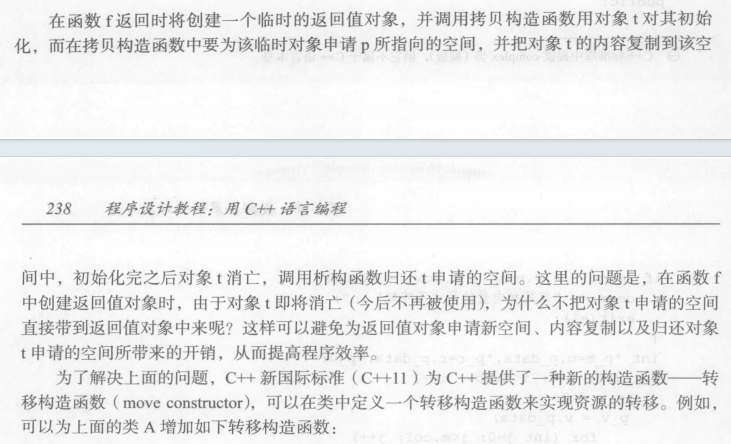 在函数 f 返回时将创建一个临时的返回值对象，并调用拷贝构造函数用对象 t 对其初始
化，而在拷贝构造函数中要为该临时对象申请 p 所指向的空间，并把对象 t 的内容复制到该空
238 程序设计教程：用 C++ 语言编程
间中，初始化完之后对象 t 消亡，调用析构函数归还 t 申请的空间。这里的问题是，在函数 f
中创建返回值对象时，由于对象 t 即将消亡（今后不再被使用），为什么不把对象 t 申请的空间
直接带到返回值对象中来呢？这样可以避免为返回值对象申请新空间、内容复制以及归还对象
t 申请的空间所带来的开销，从而提高程序效率。
为了解决上面的问题，C++ 新国际标准（C++11）为 C++ 提供了一种新的构造函数——转
移构造函数（move constructor），可以在类中定义一个转移构造函数来实现资源的转移。例如，
可以为上面的类 A 增加如下转移构造函数：